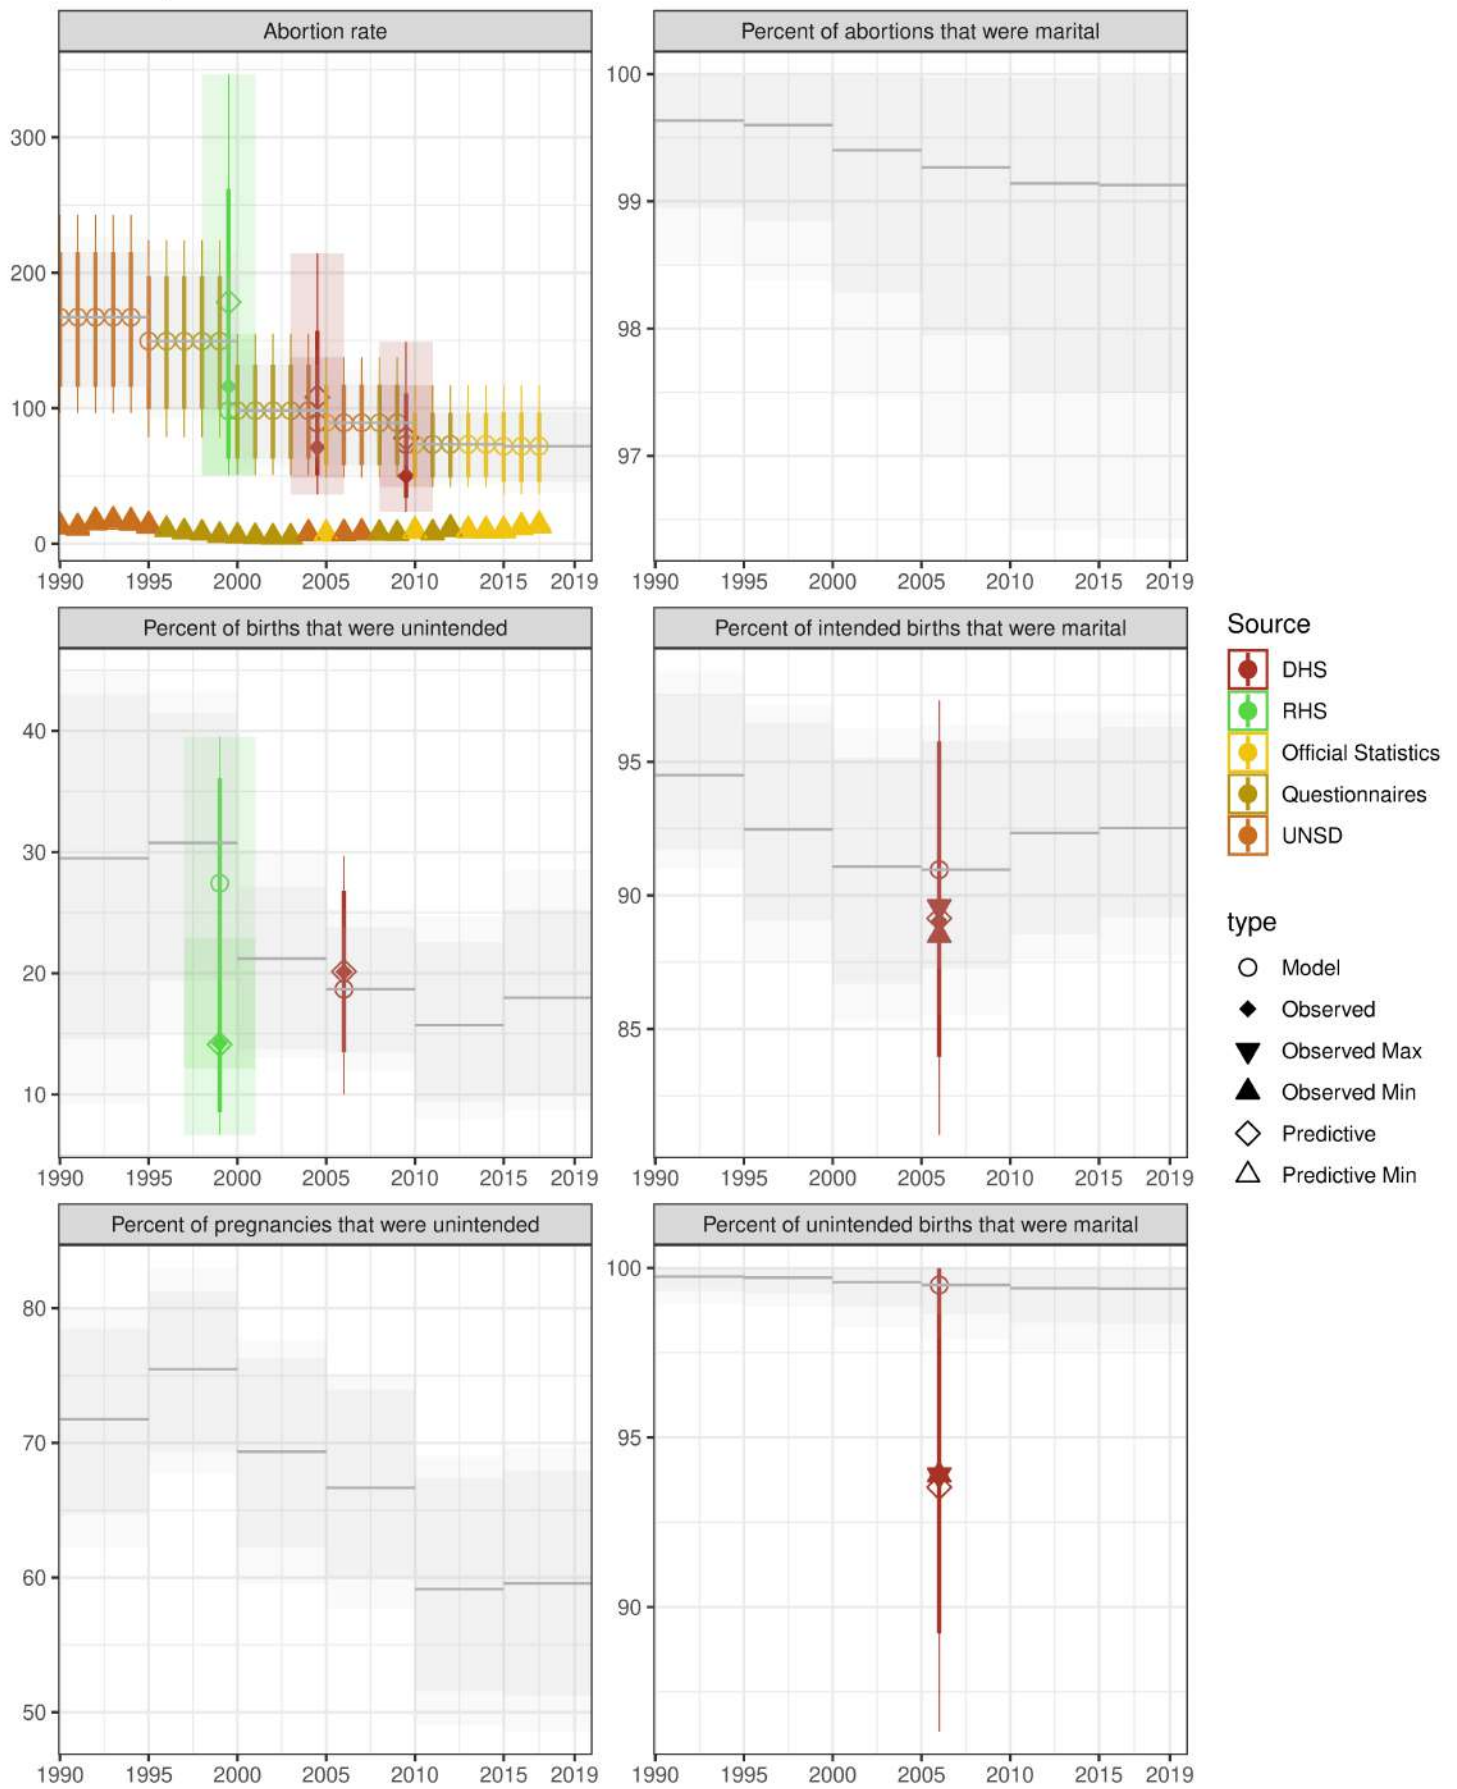 Abortion rate
Percent of abortions that were marital
300
200
100
0
100
99
98
97
1990 1995 2000 2005 2010 2015 2019
1990 1995 2000 2005 2010 2015 2019
Percent of births that were unintended
Percent of intended births that were marital
40
30
20
10
95
90
85
1990 1995 2000 2005 2010 2015 2019
1990 1995 2000 2005 2010 2015 2019
Percent of pregnancies that were unintended
Percent of unintended births that were marital
80
70
60
50
100
95
90
1990 1995 2000 2005 2010 2015 2019
1990 1995 2000 2005 2010 2015 2019
Source
DHS
RHS
Official Statistics
Questionnaires
UNSD
type
Model
Observed
Observed Max
Observed Min
Predictive
Predictive Min